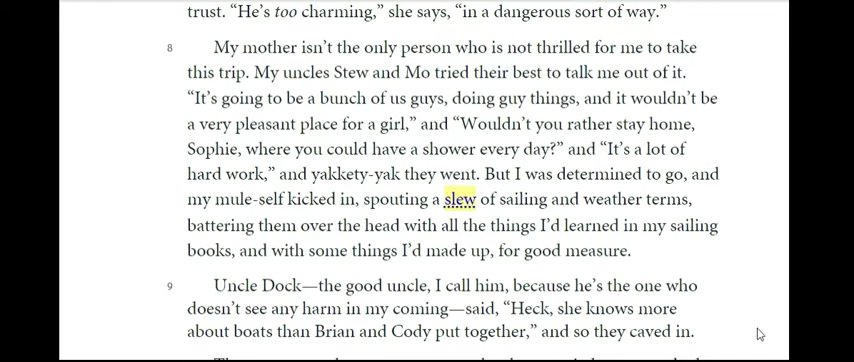 trust. “He’s too charming,” she says, “in a dangerous sort of way.”
8 My mother isn’t the only person who is not thrilled for me to take
this trip. My uncles Stew and Mo tried their best to talk me out of it.
“It’s going to be a bunch of us guys, doing guy things, and it wouldn’t be
a very pleasant place for a girl,” and “Wouldn’t you rather stay home,
Sophie, where you could have a shower every day?” and “It’s a lot of
hard work,” and yakkety-yak they went. But I was determined to go, and
my mule-self kicked in, spouting a slew of sailing and weather terms,
battering them over the head with all the things I’d learned in my sailing
books, and with some things I’d made up, for good measure.
9 Uncle Dock—the good uncle, I call him, because he’s the one who
doesn’t see any harm in my coming—said, “Heck, she knows more
about boats than Brian and Cody put together,” and so they caved in.